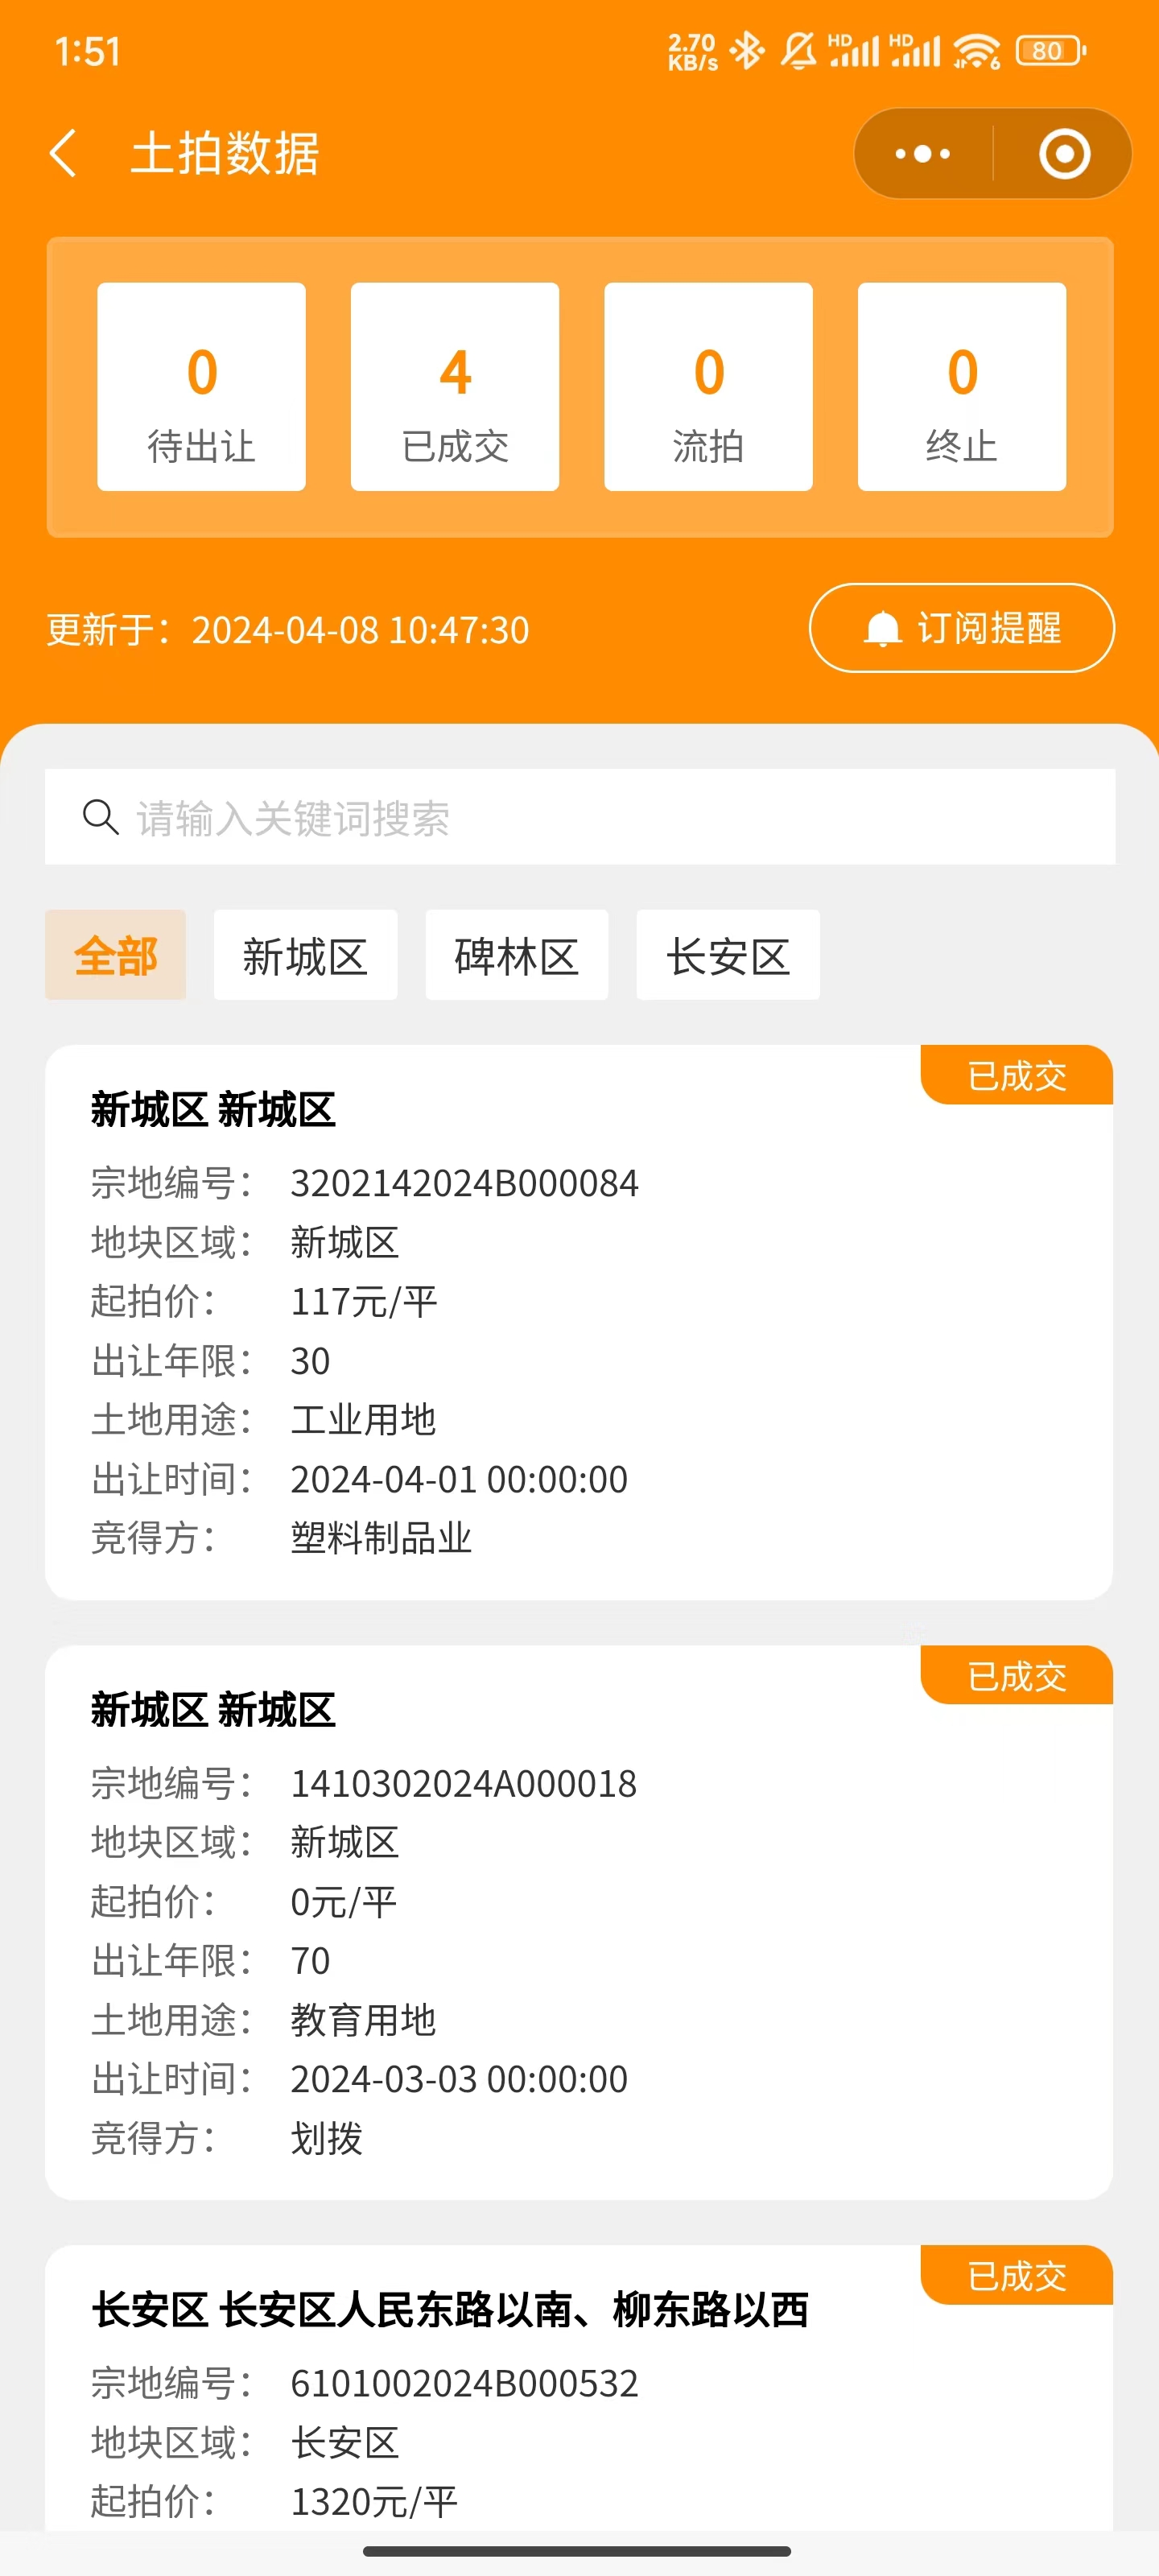 1:51
2.70
KB/s
HD
HD
6
80
土拍数据
0
待出让
4
已成交
0
流拍
0
终止
更新于：2024-04-08 10:47:30
订阅提醒
请输入关键词搜索
全部
新城区
碑林区
长安区
已成交
新城区 新城区
宗地编号： 3202142024B000084
地块区域： 新城区
起拍价： 117元/平
出让年限： 30
土地用途： 工业用地
出让时间： 2024-04-01 00:00:00
竞得方： 塑料制品业
已成交
新城区 新城区
宗地编号： 1410302024A000018
地块区域： 新城区
起拍价： 0元/平
出让年限： 70
土地用途： 教育用地
出让时间： 2024-03-03 00:00:00
竞得方： 划拨
已成交
长安区 长安区人民东路以南、柳东路以西
宗地编号： 6101002024B000532
地块区域： 长安区
起拍价： 1320元/平